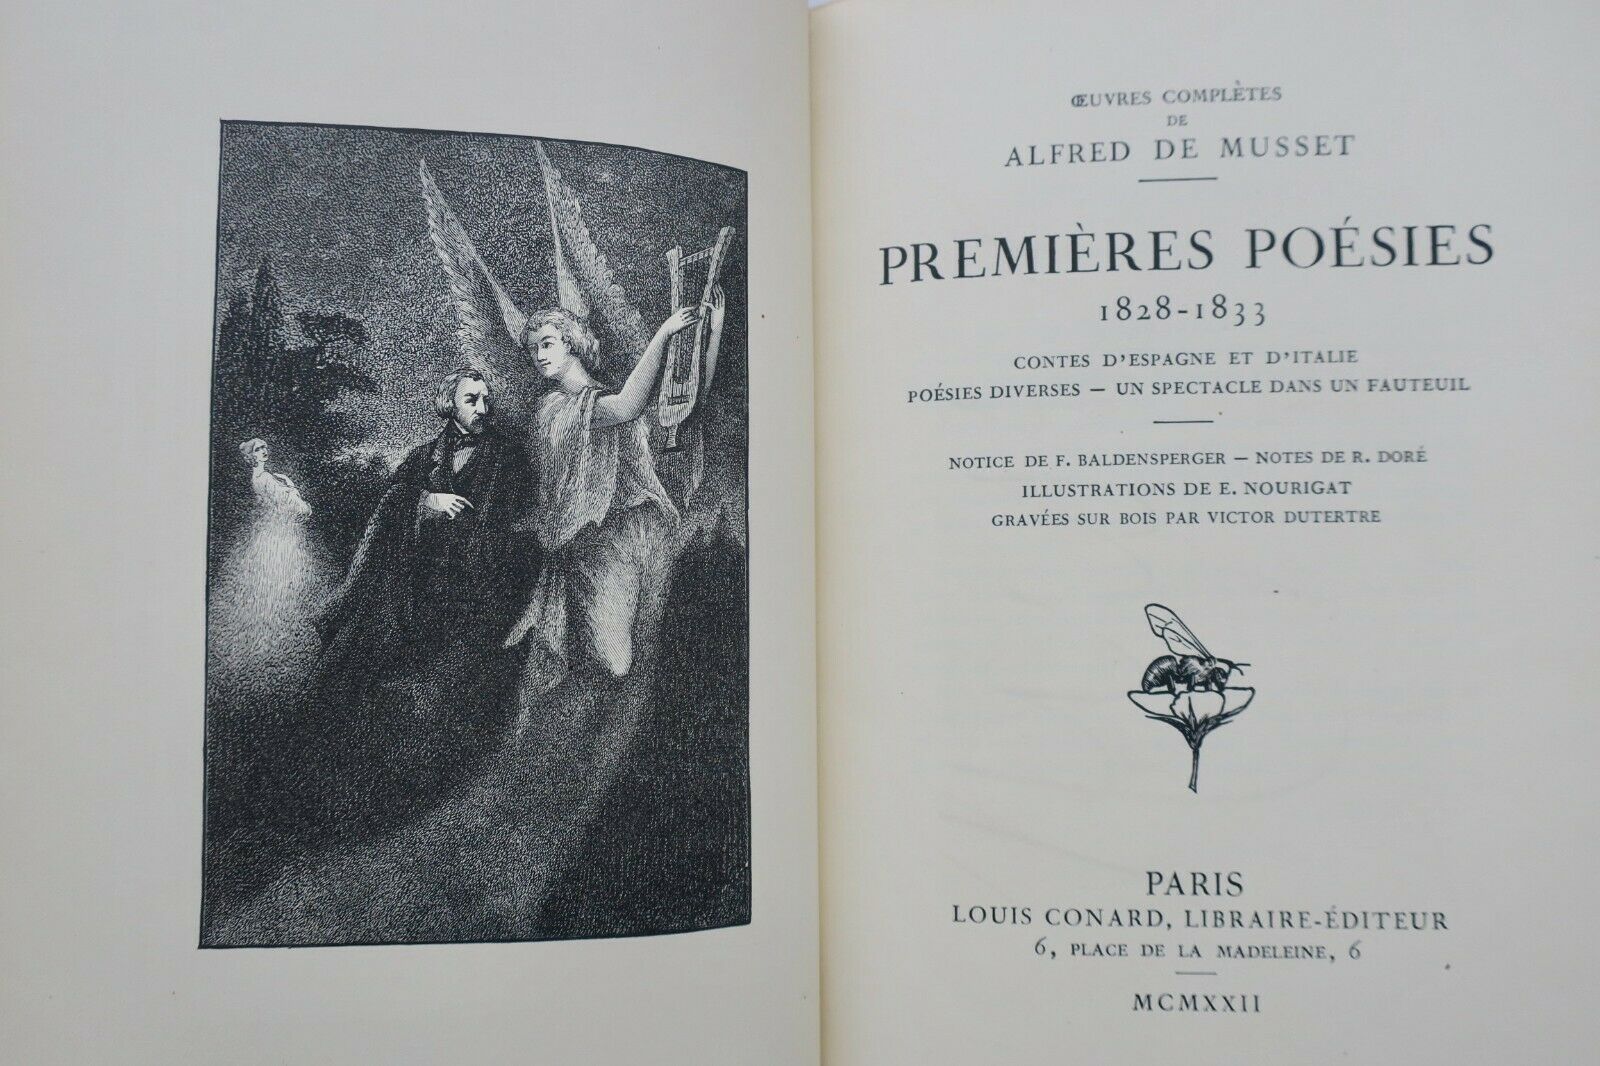 ŒUVRES COMPLÈTES
DE
ALFRED DE MUSSET
PREMIÈRES POÉSIES
1828-1833
CONTES D'ESPAGNE ET D'ITALIE
POÉSIES DIVERSES — UN SPECTACLE DANS UN FAUTEUIL
NOTICE DE F. BALDENSPERGER — NOTES DE R. DORÉ
ILLUSTRATIONS DE E. NOURIGAT
GRAVÉES SUR BOIS PAR VICTOR DUTERTRE
PARIS
LOUIS CONARD, LIBRAIRE-ÉDITEUR
6, PLACE DE LA MADELEINE, 6
MCMXXII